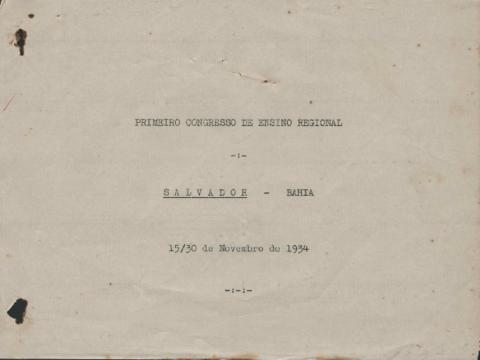 PRIMEIRO CONGRESSO DE ENSINO REGIONAL
-:-
S A L V A D O R - BAHIA
15/30 de Novembro de 1934
-:-:-